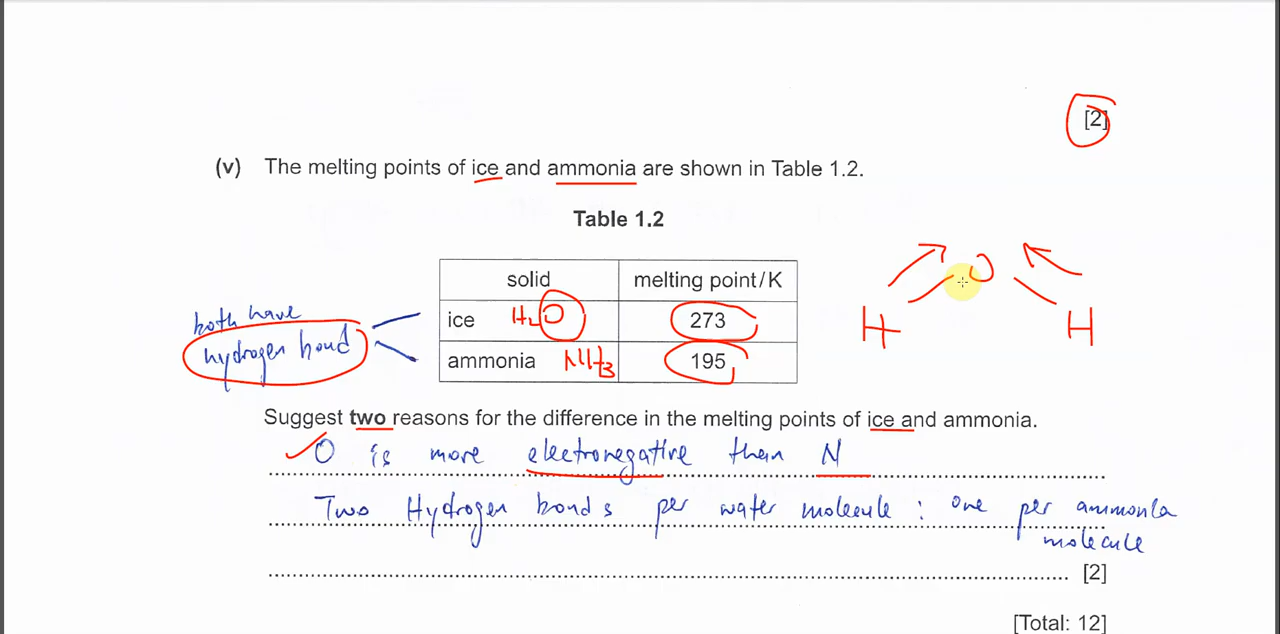 [2]
(v) The melting points of ice and ammonia are shown in Table 1.2.
Table 1.2
solid melting point/K
both have
hydrogen bond
ice H₂O 273
ammonia NH3 195
O
H H
Suggest two reasons for the difference in the melting points of ice and ammonia.
O is more electronegative than N
Two Hydrogen bonds per water molecule : one per ammonia
molecule
[2]
[Total: 12]